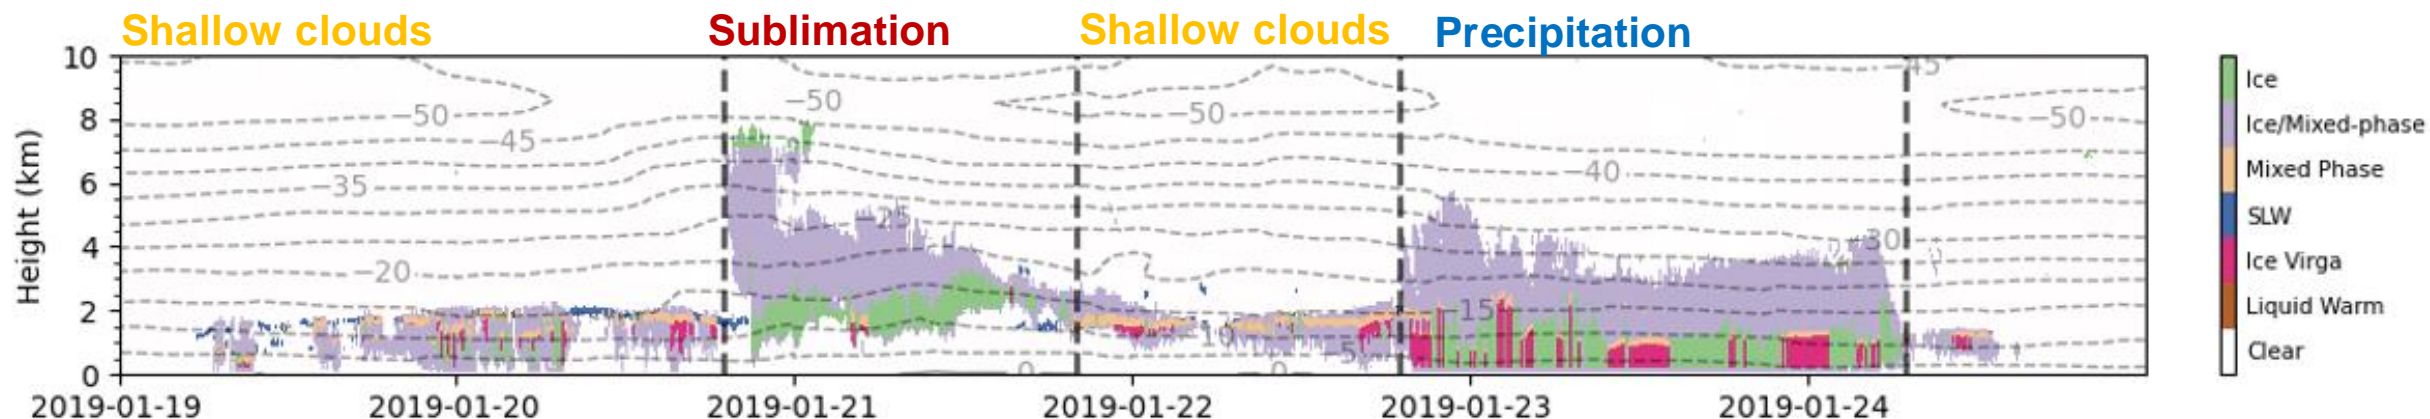 Shallow clouds Sublimation Shallow clouds Precipitation
10
8
6
4
2
0
Height (km)
−50
−45
−35
−20
−50
−25
−50
−10
−5
0
0
−45
−40
−30
−15
−50
2019-01-19 2019-01-20 2019-01-21 2019-01-22 2019-01-23 2019-01-24
Ice
Ice/Mixed-phase
Mixed Phase
SLW
Ice Virga
Liquid Warm
Clear